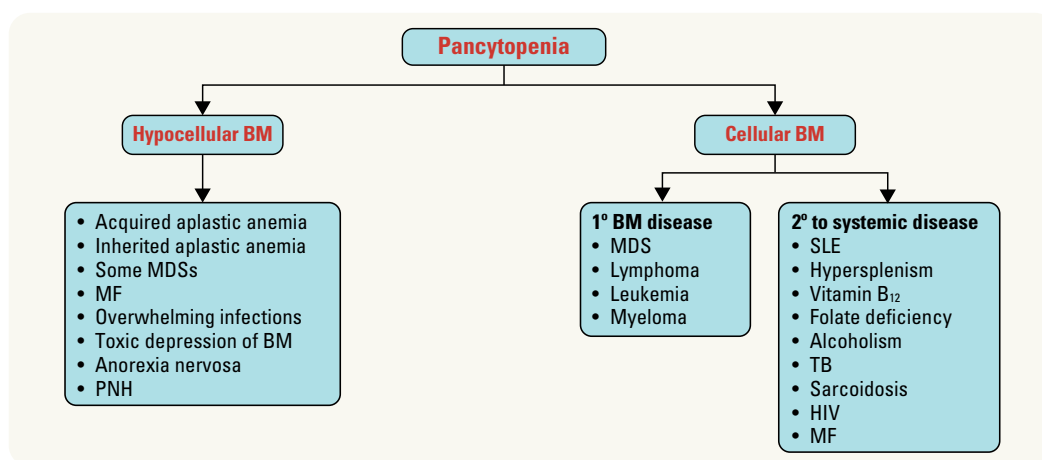 Pancytopenia
Hypocellular BM
Cellular BM
• Acquired aplastic anemia
• Inherited aplastic anemia
• Some MDSs
• MF
• Overwhelming infections
• Toxic depression of BM
• Anorexia nervosa
• PNH
1º BM disease
• MDS
• Lymphoma
• Leukemia
• Myeloma
2º to systemic disease
• SLE
• Hypersplenism
• Vitamin B₁₂
• Folate deficiency
• Alcoholism
• TB
• Sarcoidosis
• HIV
• MF